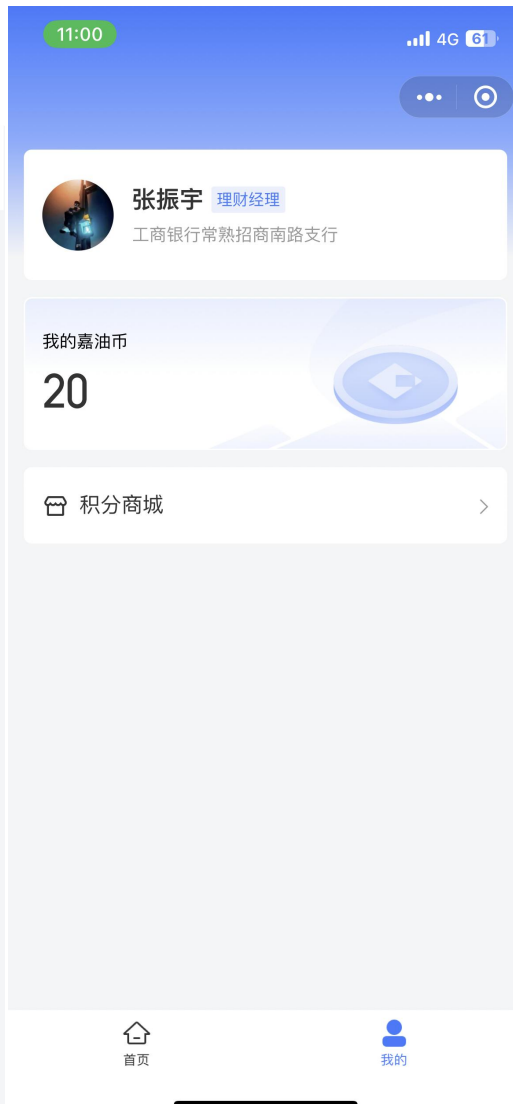 11:00
4G 61
张振宇 理财经理
工商银行常熟招商南路支行
我的嘉油币
20
积分商城
首页
我的